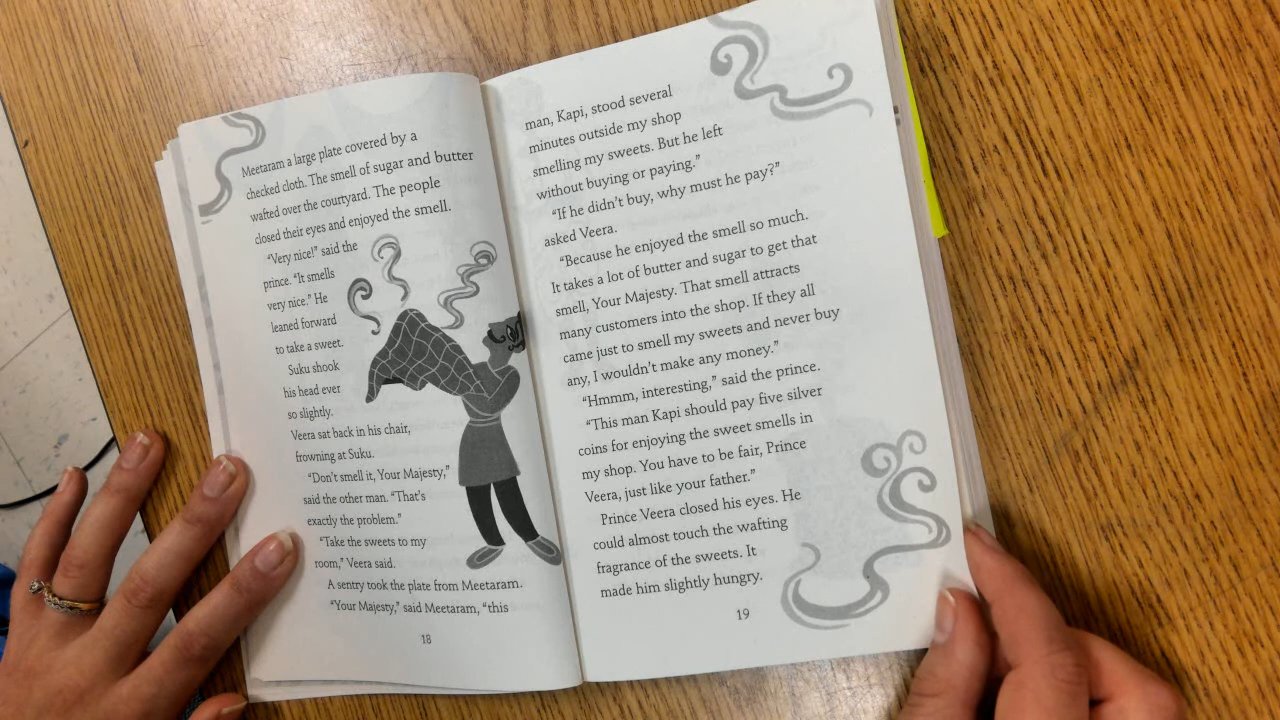 Meetaram a large plate covered by a
checked cloth. The smell of sugar and butter
wafted over the courtyard. The people
closed their eyes and enjoyed the smell.
“Very nice!” said the
prince. “It smells
very nice.” He
leaned forward
to take a sweet.
Suku shook
his head ever
so slightly.
Veera sat back in his chair,
frowning at Suku.
“Don’t smell it, Your Majesty,”
said the other man. “That’s
exactly the problem.”
“Take the sweets to my
room,” Veera said.
A sentry took the plate from Meetaram.
“Your Majesty,” said Meetaram, “this
18
man, Kapi, stood several
minutes outside my shop
smelling my sweets. But he left
without buying or paying.”
“If he didn’t buy, why must he pay?”
asked Veera.
“Because he enjoyed the smell so much.
It takes a lot of butter and sugar to get that
smell, Your Majesty. That smell attracts
many customers into the shop. If they all
came just to smell my sweets and never buy
any, I wouldn’t make any money.”
“Hmmm, interesting,” said the prince.
“This man Kapi should pay five silver
coins for enjoying the sweet smells in
my shop. You have to be fair, Prince
Veera, just like your father.”
Prince Veera closed his eyes. He
could almost touch the wafting
fragrance of the sweets. It
made him slightly hungry.
19